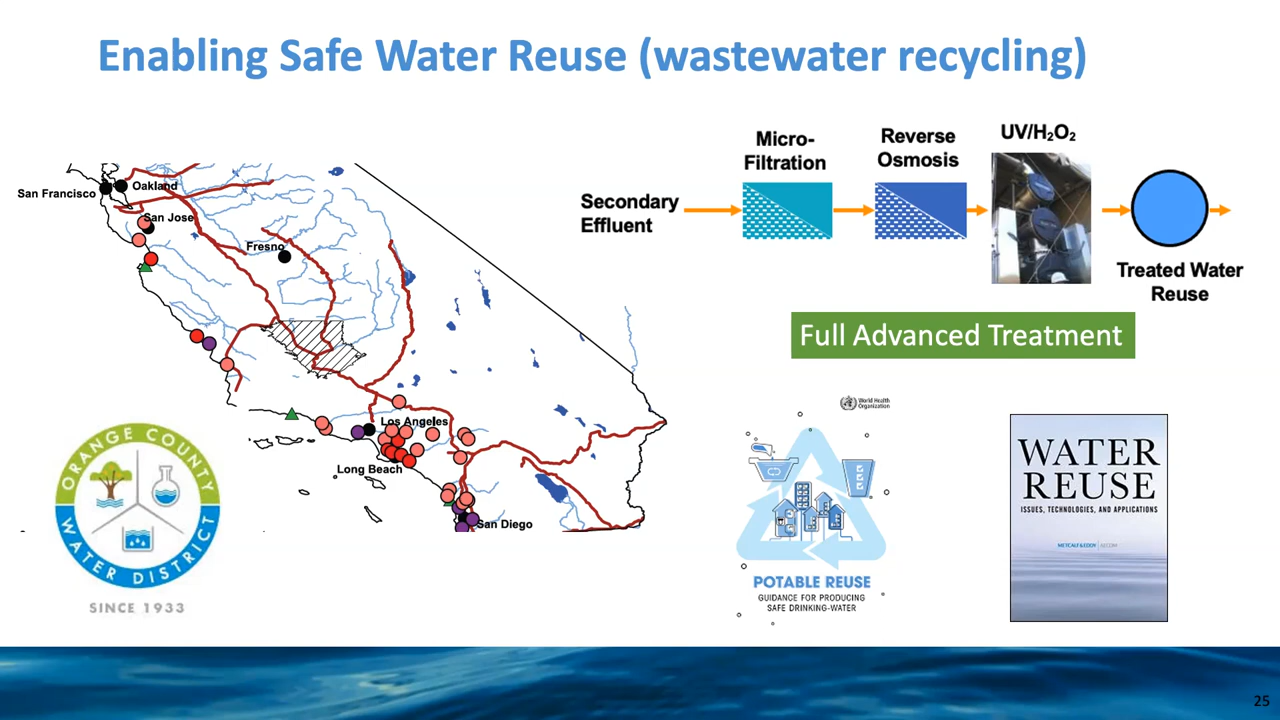 Enabling Safe Water Reuse (wastewater recycling)
San Francisco
Oakland
San Jose
Fresno
Los Angeles
Long Beach
San Diego
ORANGE COUNTY
WATER DISTRICT
SINCE 1933
Secondary
Effluent
Micro-
Filtration
Reverse
Osmosis
UV/H₂O₂
Treated Water
Reuse
Full Advanced Treatment
World Health
Organization
POTABLE REUSE
GUIDANCE FOR PRODUCING
SAFE DRINKING-WATER
WATER
REUSE
ISSUES, TECHNOLOGIES, AND APPLICATIONS
METCALF & EDDY | AECOM
25